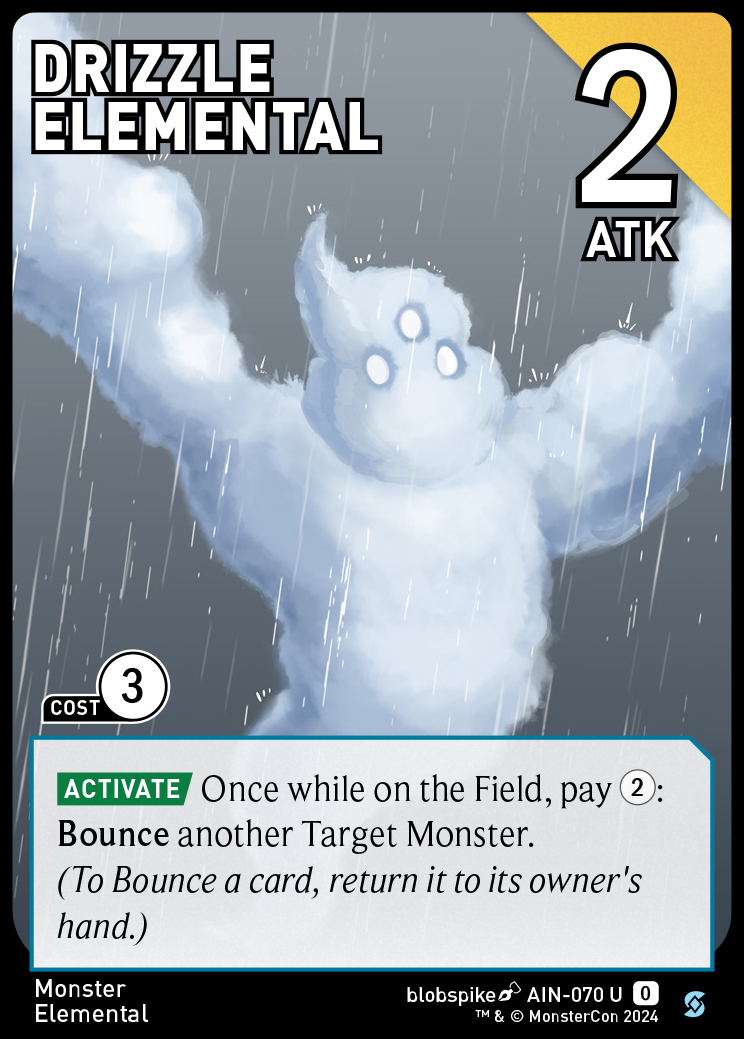 DRIZZLE
ELEMENTAL
2
ATK
COST 3
ACTIVATE Once while on the Field, pay 2:
Bounce another Target Monster.
(To Bounce a card, return it to its owner's
hand.)
Monster
Elemental
blobspike AIN-070 U 0
™ & © MonsterCon 2024